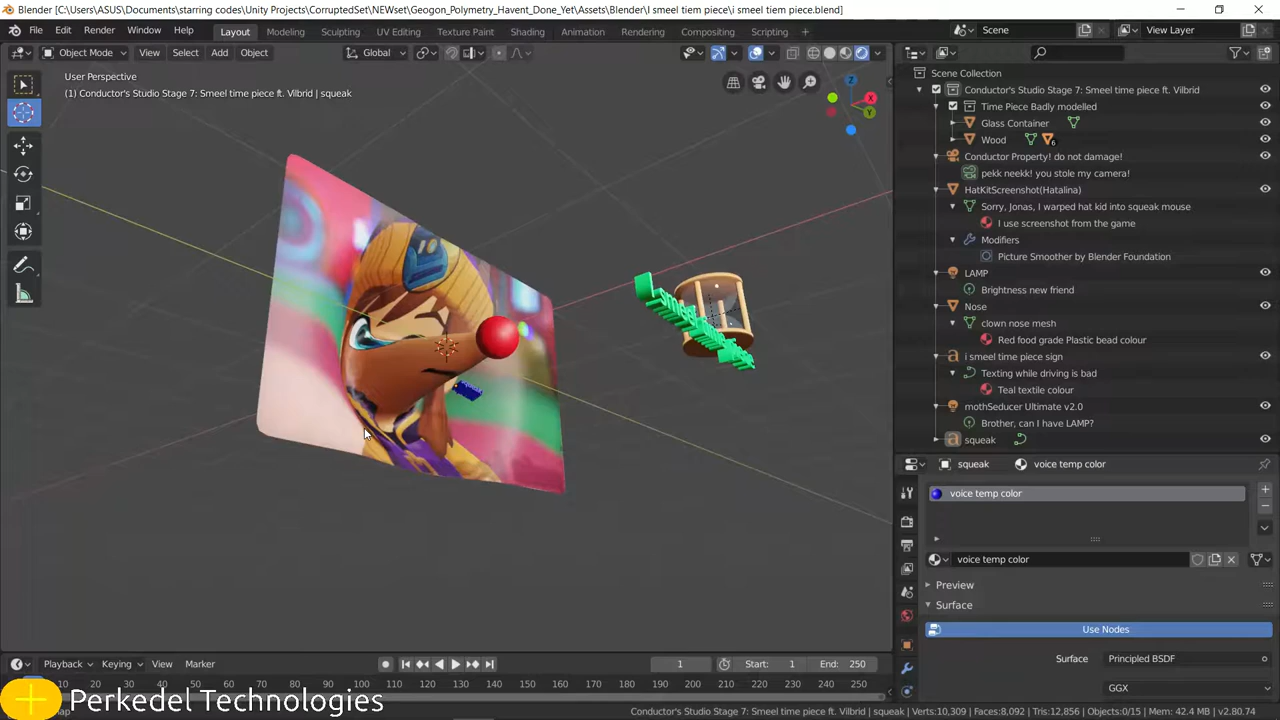 Blender [C:\Users\ASUS\Documents\starring codes\Unity Projects\CorruptedSet\NEWset\Geogon_Polymetry_Havent_Done_Yet\Assets\Blender\I smeel tiem piece\i smeel tiem piece.blend]
File Edit Render Window Help Layout Modeling Sculpting UV Editing Texture Paint Shading Animation Rendering Compositing Scripting + Scene View Layer
Object Mode View Select Add Object Global
User Perspective
(1) Conductor's Studio Stage 7: Smeel time piece ft. Vilbrid | squeak
Z
X
Y
Scene Collection
Conductor's Studio Stage 7: Smeel time piece ft. Vilbrid
Time Piece Badly modelled
Glass Container
Wood 6
Conductor Property! do not damage!
pekk neekk! you stole my camera!
HatKitScreenshot(Hatalina)
Sorry, Jonas, I warped hat kid into squeak mouse
I use screenshot from the game
Modifiers
Picture Smoother by Blender Foundation
LAMP
Brightness new friend
Nose
clown nose mesh
Red food grade Plastic bead colour
i smeel time piece sign
Texting while driving is bad
Teal textile colour
mothSeducer Ultimate v2.0
Brother, can I have LAMP?
squeak
squeak voice temp color
voice temp color
voice temp color
Preview
Surface
Use Nodes
Surface Principled BSDF
GGX
Playback Keying View Marker 1 Start: 1 End: 250
20 30 40 50 60 70 80 90 100 110 120 130 140 150 160 170 180 190 200 210 220 230 240 250
Perkedel Technologies
Conductor's Studio Stage 7: Smeel time piece ft. Vilbrid | squeak | Verts:10,309 | Faces:8,092 | Tris:12,856 | Objects:0/15 | Mem: 42.4 MB | v2.80.74